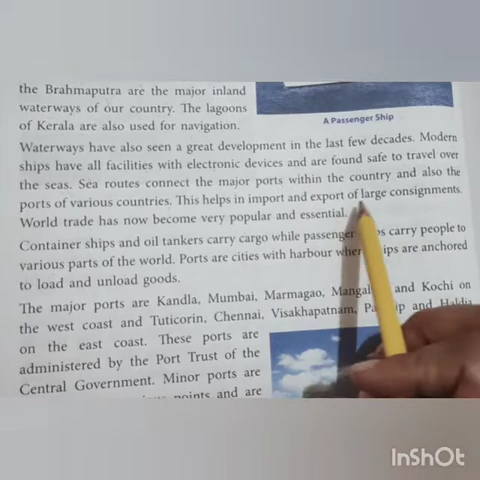 the Brahmaputra are the major inland
waterways of our country. The lagoons
of Kerala are also used for navigation.
A Passenger Ship
Waterways have also seen a great development in the last few decades. Modern
ships have all facilities with electronic devices and are found safe to travel over
the seas. Sea routes connect the major ports within the country and also the
ports of various countries. This helps in import and export of large consignments.
World trade has now become very popular and essential.
Container ships and oil tankers carry cargo while passenger carry people to
various parts of the world. Ports are cities with harbour are anchored
to load and unload goods.
The major ports are Kandla, Mumbai, Marmagao, and Kochi on
the west coast and Tuticorin, Chennai, Visakhapatnam, and Haldia
on the east coast. These ports are
administered by the Port Trust of the
Central Government. Minor ports are
points and are
InShOt